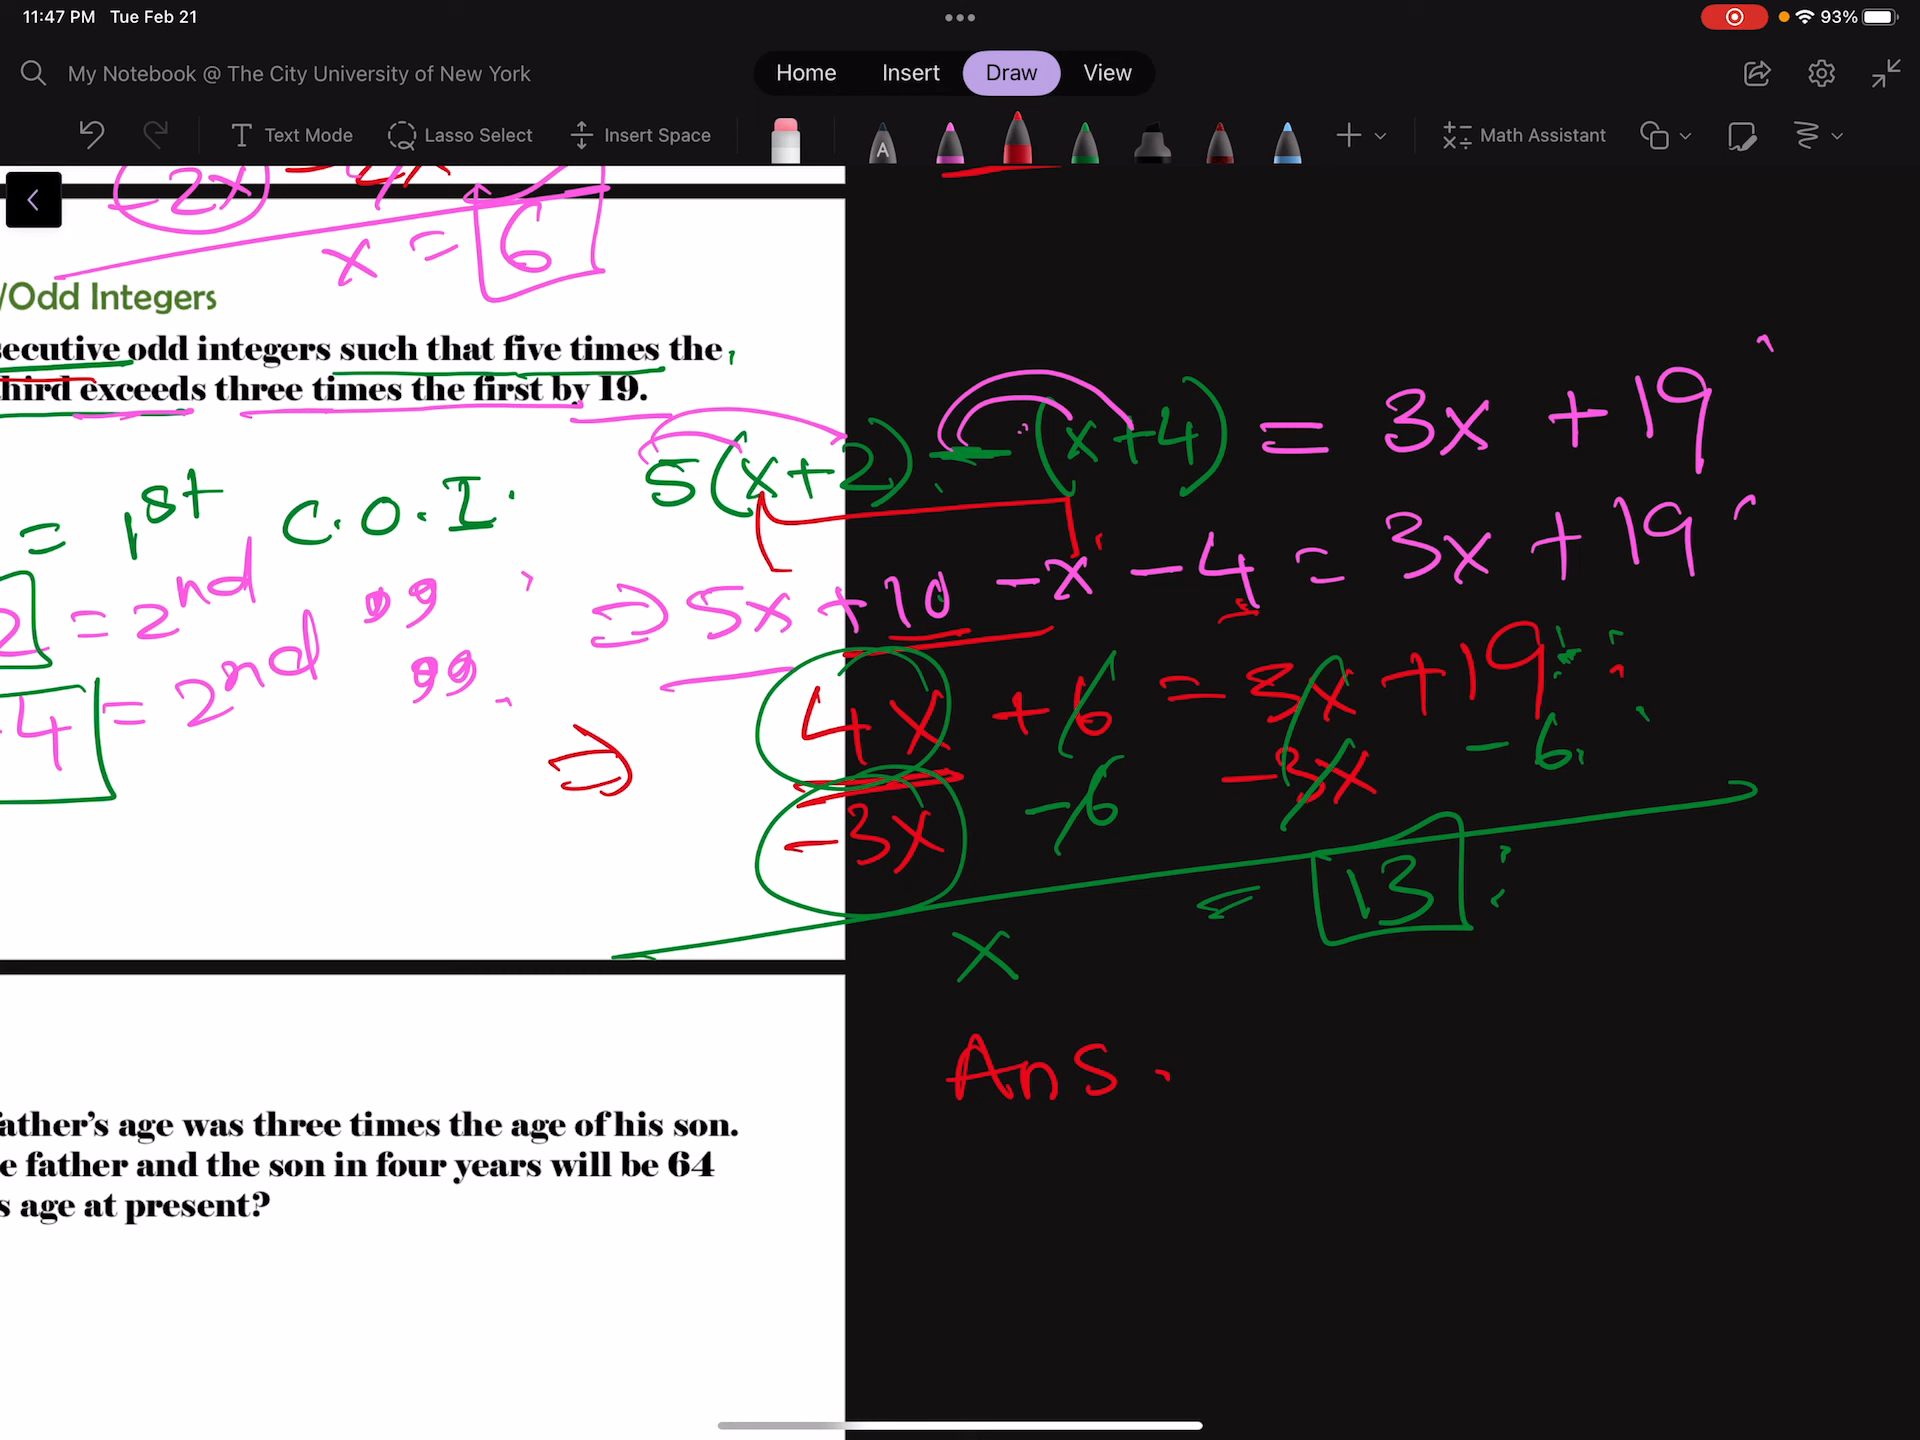 11:47 PM Tue Feb 21
93%
My Notebook @ The City University of New York
Home Insert Draw View
Text Mode Lasso Select Insert Space A Math Assistant
-2x
x = 6
/Odd Integers
secutive odd integers such that five times the
hird exceeds three times the first by 19.
5(x+2) - (x+4) = 3x + 19
= 1st C.O.I.
2 = 2nd ,,
⇒ 5x + 10 - x - 4 = 3x + 19
4 = 2nd ,,
⇒ 4x + 6 = 3x + 19
-3x -6 -3x -6
x = 13
Ans.
ather's age was three times the age of his son.
e father and the son in four years will be 64
s age at present?